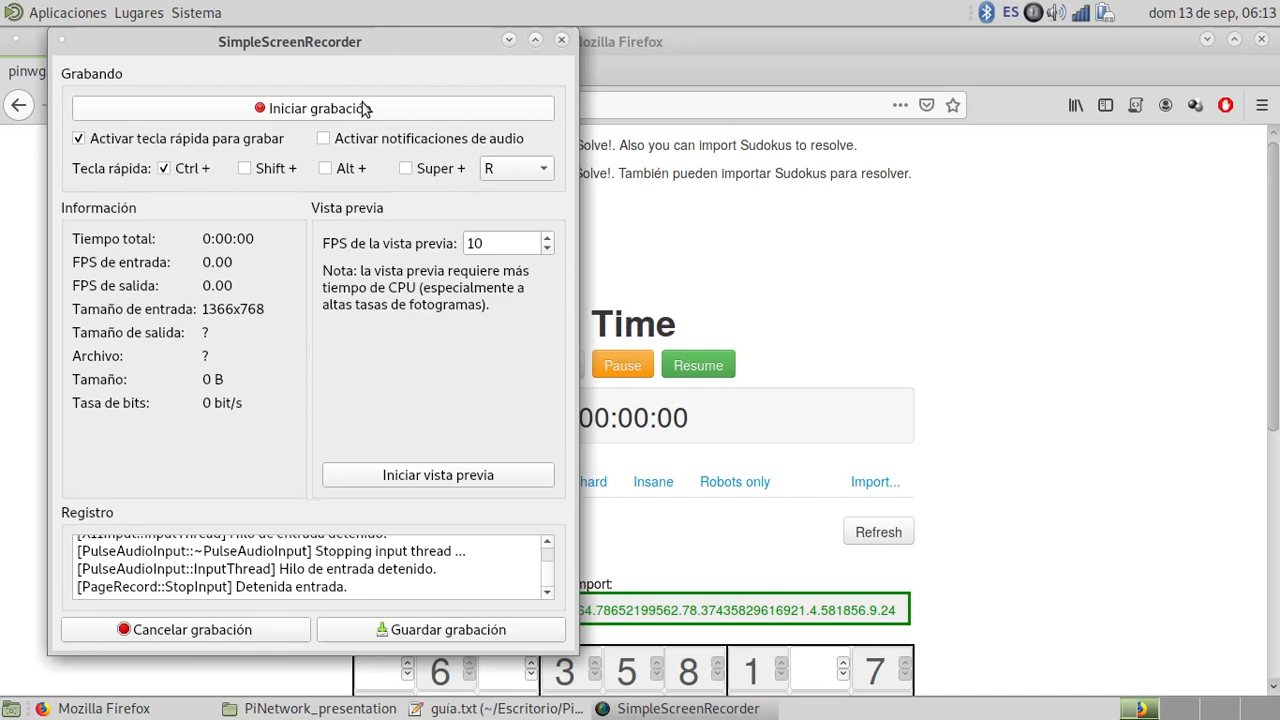 Aplicaciones Lugares Sistema
ES dom 13 de sep, 06:13
SimpleScreenRecorder
Mozilla Firefox
pinwg
Grabando
Iniciar grabación
Activar tecla rápida para grabar
Activar notificaciones de audio
Tecla rápida: Ctrl + Shift + Alt + Super + R
Solve!. Also you can import Sudokus to resolve.
Solve!. También pueden importar Sudokus para resolver.
Información
Vista previa
Tiempo total: 0:00:00
FPS de entrada: 0.00
FPS de salida: 0.00
Tamaño de entrada: 1366x768
Tamaño de salida: ?
Archivo: ?
Tamaño: 0 B
Tasa de bits: 0 bit/s
FPS de la vista previa: 10
Nota: la vista previa requiere más
tiempo de CPU (especialmente a
altas tasas de fotogramas).
Iniciar vista previa
Time
Pause Resume
00:00:00
hard Insane Robots only Import...
Refresh
Registro
[X11Input::InputThread] Hilo de entrada detenido.
[PulseAudioInput::~PulseAudioInput] Stopping input thread ...
[PulseAudioInput::InputThread] Hilo de entrada detenido.
[PageRecord::StopInput] Detenida entrada.
Cancelar grabación
Guardar grabación
mport:
64.78652199562.78.37435829616921.4.581856.9.24
6 3 5 8 1 7
Mozilla Firefox
PiNetwork_presentation
guía.txt (~/Escritorio/Pi...
SimpleScreenRecorder